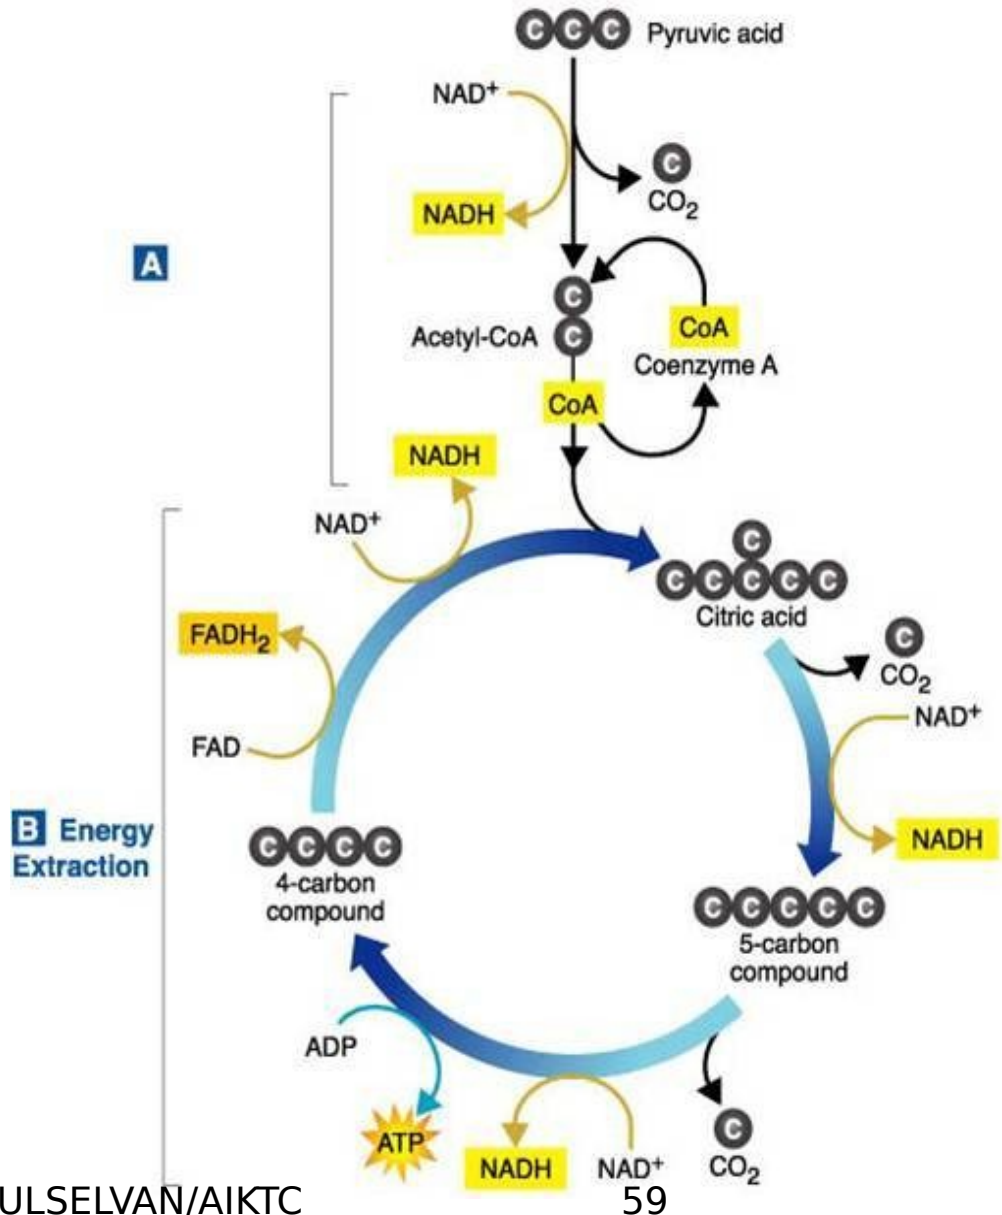 C C C Pyruvic acid
NAD+
C
CO2
NADH
A
C
C
Acetyl-CoA
CoA
Coenzyme A
CoA
NADH
NAD+
C
C C C C C
Citric acid
FADH2
C
CO2
NAD+
FAD
NADH
B Energy
Extraction
C C C C
4-carbon
compound
C C C C C
5-carbon
compound
ADP
ATP
NADH
NAD+
C
CO2
ULSELVAN/AIKTC
59